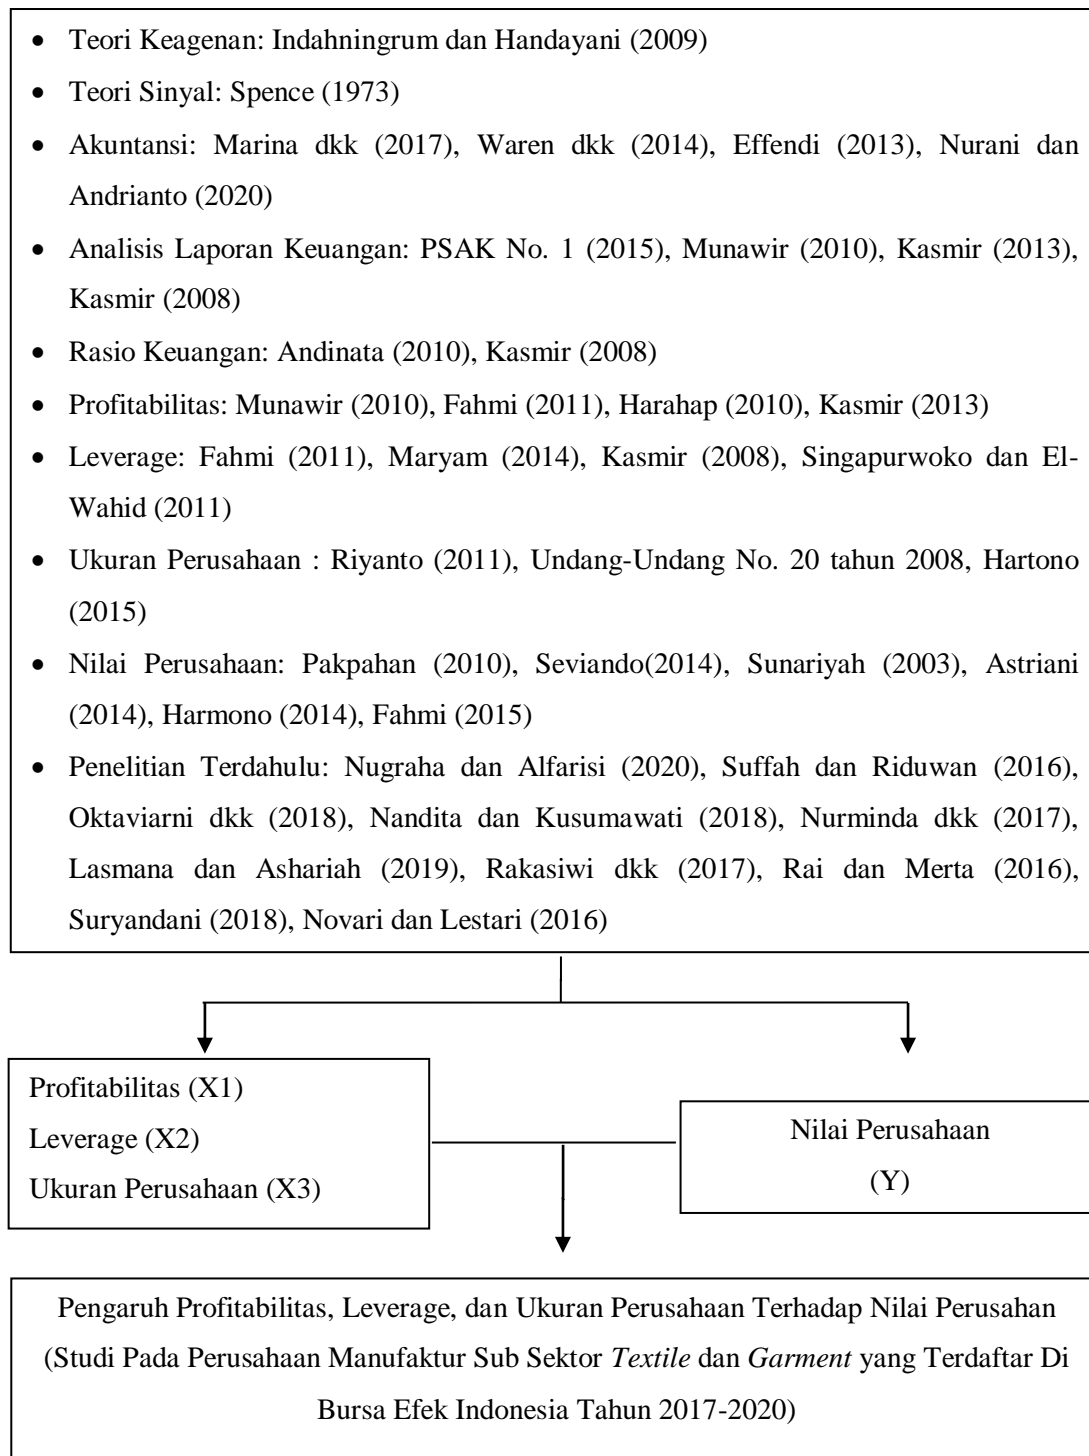 • Teori Keagenan: Indahningrum dan Handayani (2009)
• Teori Sinyal: Spence (1973)
• Akuntansi: Marina dkk (2017), Waren dkk (2014), Effendi (2013), Nurani dan
Andrianto (2020)
• Analisis Laporan Keuangan: PSAK No. 1 (2015), Munawir (2010), Kasmir (2013),
Kasmir (2008)
• Rasio Keuangan: Andinata (2010), Kasmir (2008)
• Profitabilitas: Munawir (2010), Fahmi (2011), Harahap (2010), Kasmir (2013)
• Leverage: Fahmi (2011), Maryam (2014), Kasmir (2008), Singapurwoko dan El-
Wahid (2011)
• Ukuran Perusahaan : Riyanto (2011), Undang-Undang No. 20 tahun 2008, Hartono
(2015)
• Nilai Perusahaan: Pakpahan (2010), Seviando(2014), Sunariyah (2003), Astriani
(2014), Harmono (2014), Fahmi (2015)
• Penelitian Terdahulu: Nugraha dan Alfarisi (2020), Suffah dan Riduwan (2016),
Oktaviarni dkk (2018), Nandita dan Kusumawati (2018), Nurminda dkk (2017),
Lasmana dan Ashariah (2019), Rakasiwi dkk (2017), Rai dan Merta (2016),
Suryandani (2018), Novari dan Lestari (2016)
Profitabilitas (X1)
Leverage (X2)
Ukuran Perusahaan (X3)
Nilai Perusahaan
(Y)
Pengaruh Profitabilitas, Leverage, dan Ukuran Perusahaan Terhadap Nilai Perusahan
(Studi Pada Perusahaan Manufaktur Sub Sektor Textile dan Garment yang Terdaftar Di
Bursa Efek Indonesia Tahun 2017-2020)